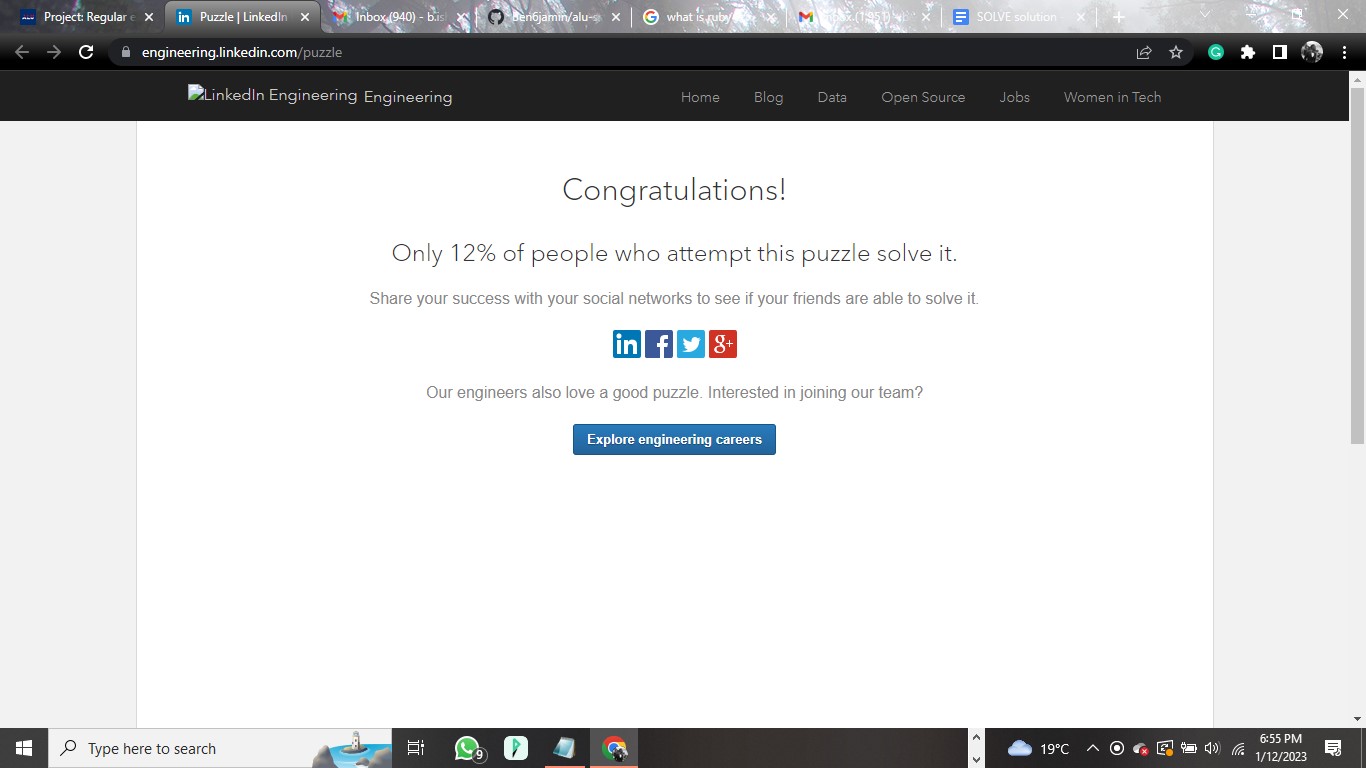 Project: Regular e
Puzzle | LinkedIn
Inbox (940) - b.is
Ben6jamin/alu-s
what is ruby
SOLVE solution
engineering.linkedin.com/puzzle
LinkedIn Engineering Engineering
Home Blog Data Open Source Jobs Women in Tech
Congratulations!
Only 12% of people who attempt this puzzle solve it.
Share your success with your social networks to see if your friends are able to solve it.
in f g+
Our engineers also love a good puzzle. Interested in joining our team?
Explore engineering careers
Type here to search
9
19°C
6:55 PM
1/12/2023